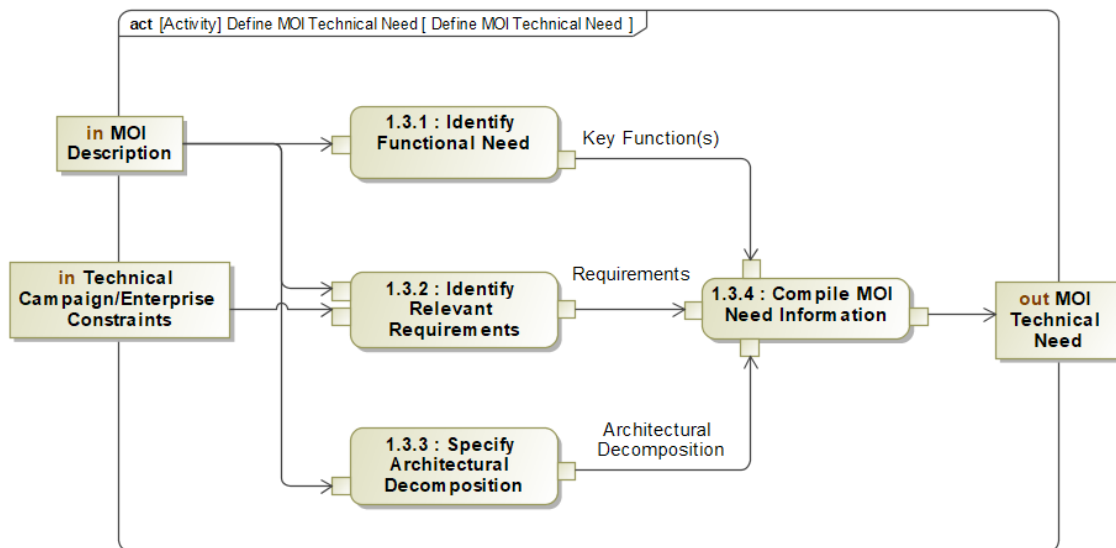 act [Activity] Define MOI Technical Need [ Define MOI Technical Need ]
in MOI
Description
1.3.1 : Identify
Functional Need
Key Function(s)
in Technical
Campaign/Enterprise
Constraints
1.3.2 : Identify
Relevant
Requirements
Requirements
1.3.4 : Compile MOI
Need Information
out MOI
Technical
Need
1.3.3 : Specify
Architectural
Decomposition
Architectural
Decomposition